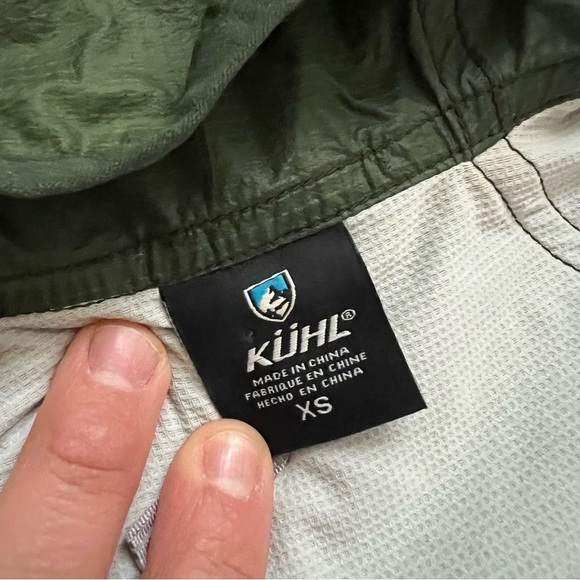 KÜHL®
MADE IN CHINA
FABRIQUE EN CHINE
HECHO EN CHINA
XS